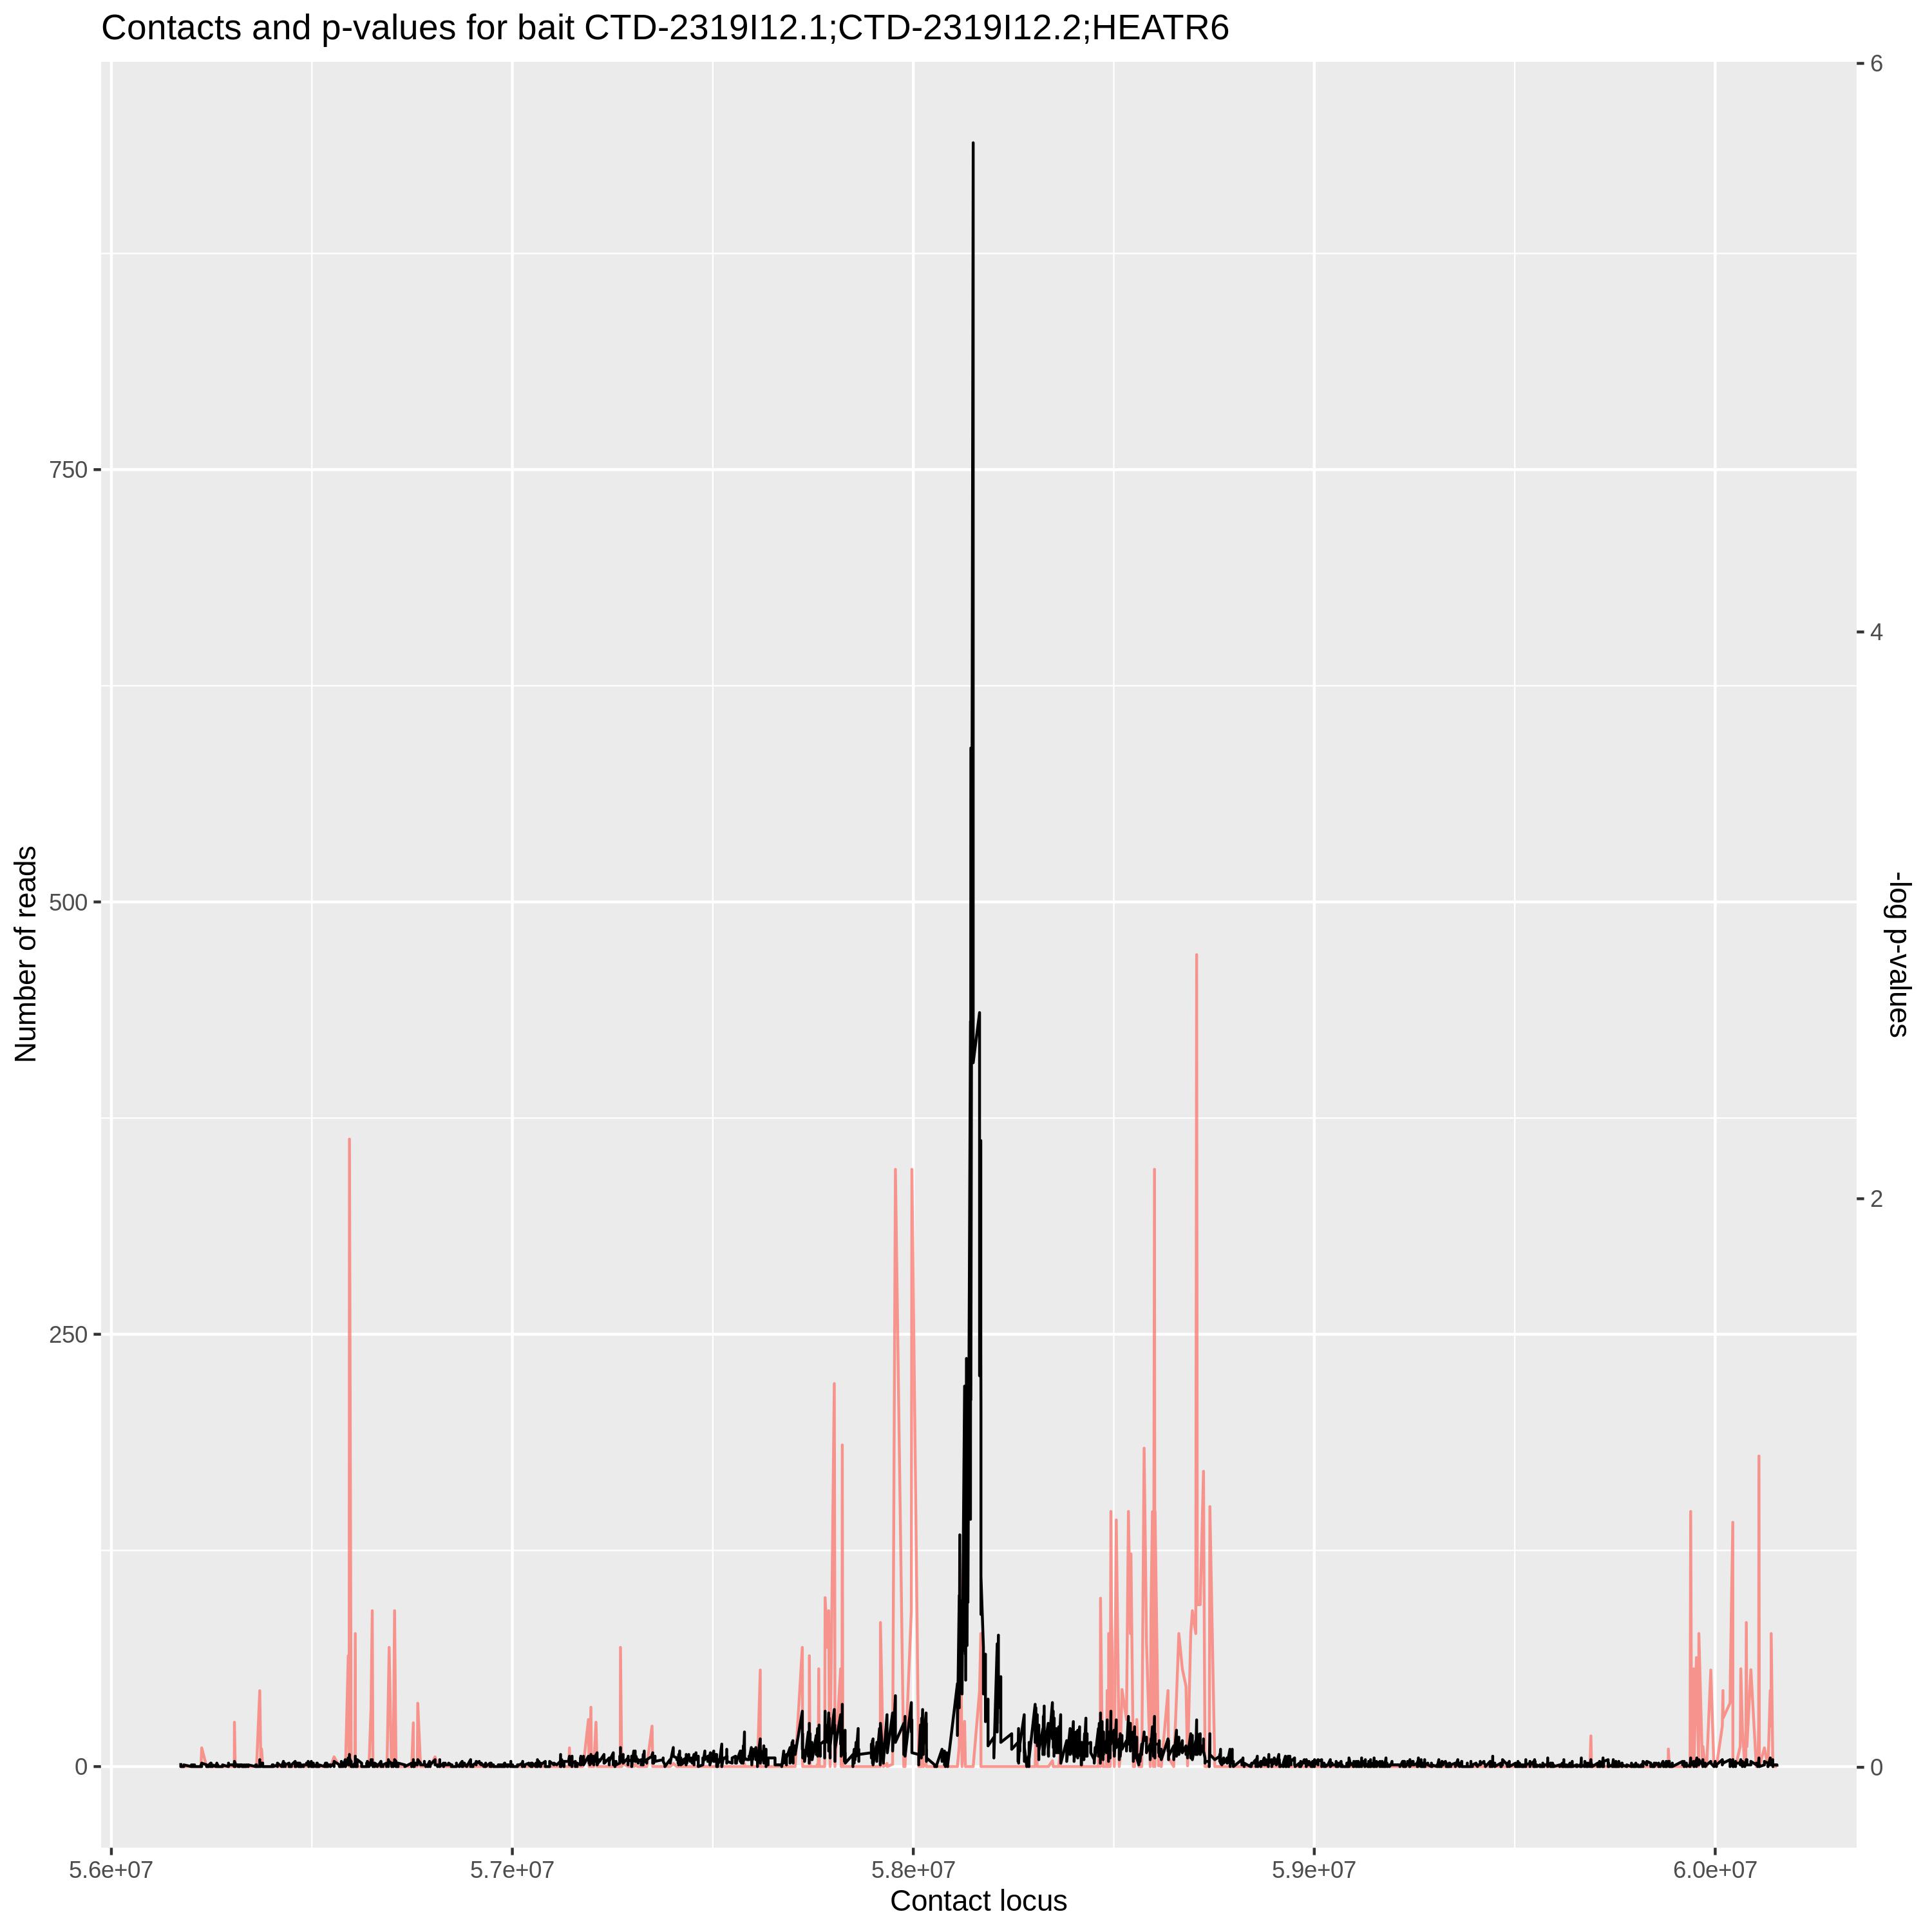 Contacts and p-values for bait CTD-2319I12.1;CTD-2319I12.2;HEATR6
6
750
4
Number of reads
500
-log p-values
2
250
0
0
5.6e+07
5.7e+07
5.8e+07
5.9e+07
6.0e+07
Contact locus